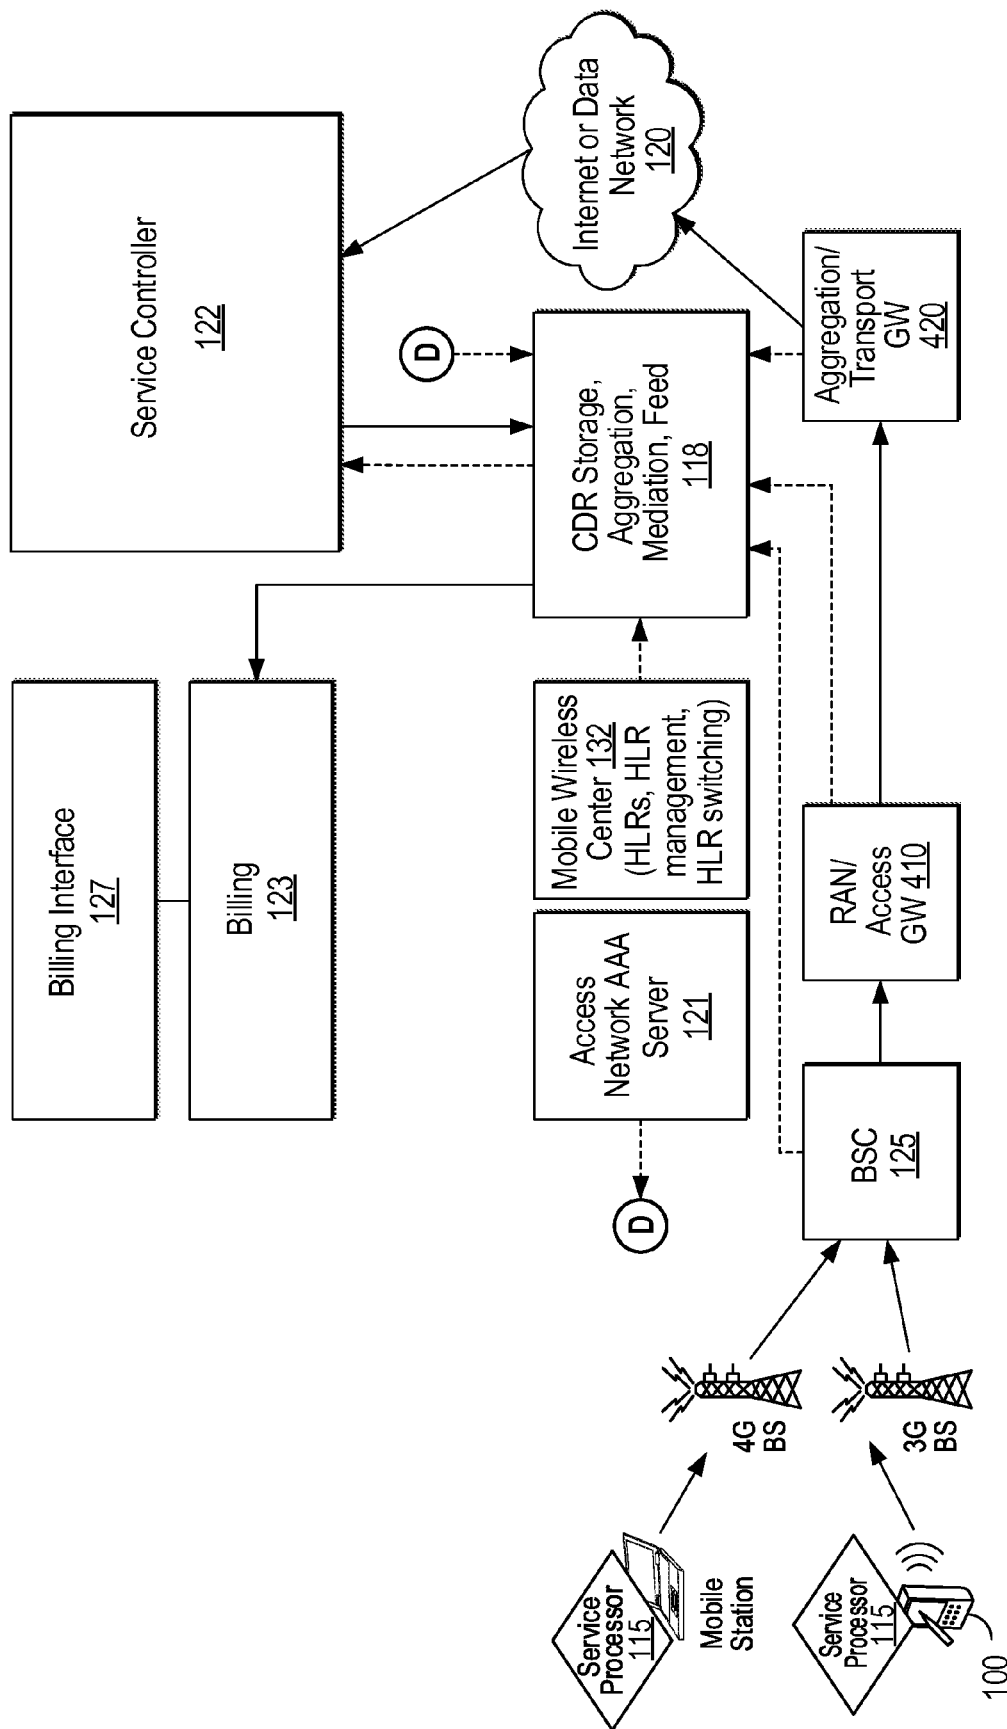 Billing Interface
127
Billing
123
Service Controller
122
Access
Network AAA
Server
121
Mobile Wireless
Center 132
(HLRs, HLR
management,
HLR switching)
CDR Storage,
Aggregation,
Mediation, Feed
118
D
D
Internet or Data
Network
120
Service
Processor
115
Mobile
Station
4G
BS
Service
Processor
115
100
3G
BS
BSC
125
RAN/
Access
GW 410
Aggregation/
Transport
GW
420